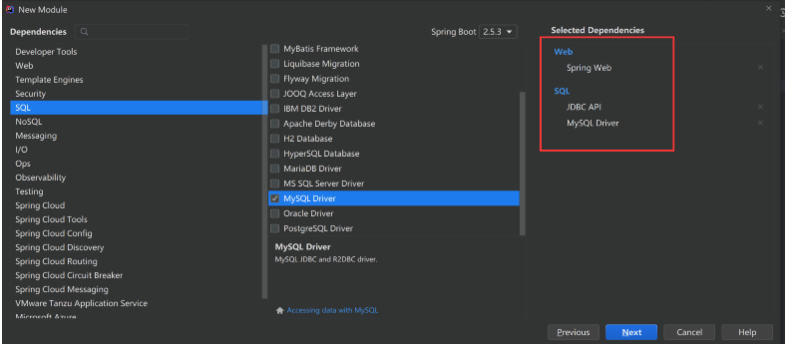 New Module
Dependencies
Spring Boot 2.5.3
Selected Dependencies
Developer Tools
Web
Template Engines
Security
SQL
NoSQL
Messaging
I/O
Ops
Observability
Testing
Spring Cloud
Spring Cloud Tools
Spring Cloud Config
Spring Cloud Discovery
Spring Cloud Routing
Spring Cloud Circuit Breaker
Spring Cloud Messaging
VMware Tanzu Application Service
Microsoft Azure
MyBatis Framework
Liquibase Migration
Flyway Migration
JOOQ Access Layer
IBM DB2 Driver
Apache Derby Database
H2 Database
HyperSQL Database
MariaDB Driver
MS SQL Server Driver
MySQL Driver
Oracle Driver
PostgreSQL Driver
MySQL Driver
MySQL JDBC and R2DBC driver.
Accessing data with MySQL
Web
Spring Web
SQL
JDBC API
MySQL Driver
Previous
Next
Cancel
Help